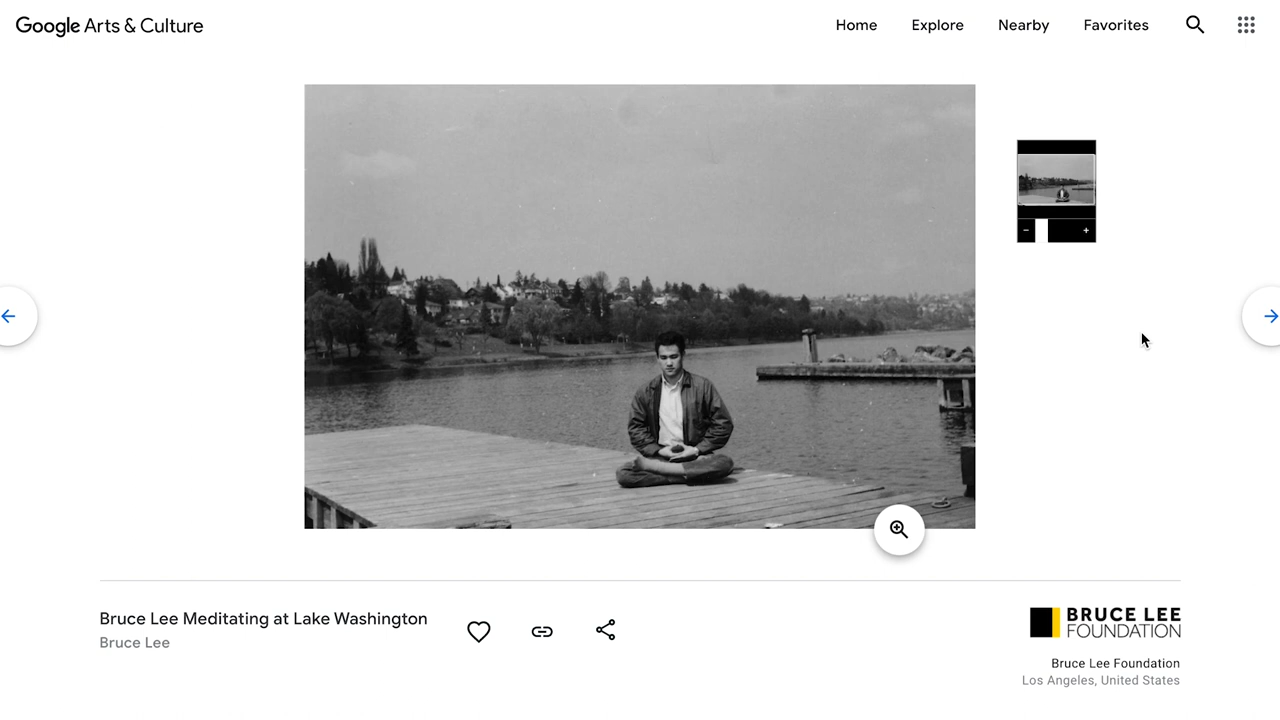 Google Arts & Culture
Home
Explore
Nearby
Favorites
Bruce Lee Meditating at Lake Washington
Bruce Lee
BRUCE LEE
FOUNDATION
Bruce Lee Foundation
Los Angeles, United States